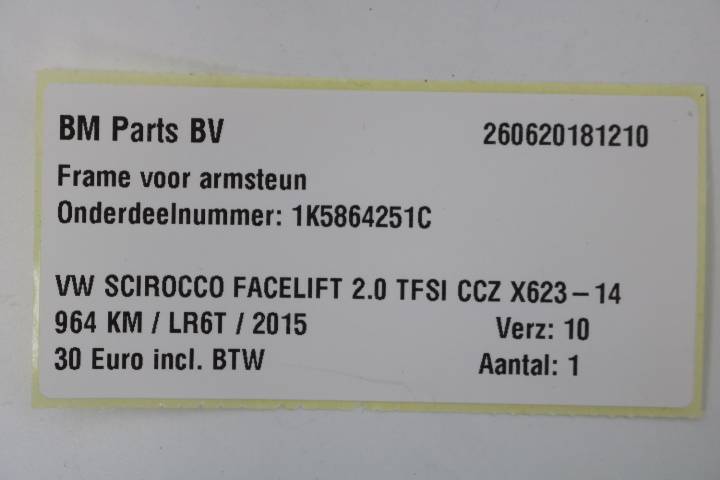 BM Parts BV 260620181210
Frame voor armsteun
Onderdeelnummer: 1K5864251C
VW SCIROCCO FACELIFT 2.0 TFSI CCZ X623-14
964 KM / LR6T / 2015 Verz: 10
30 Euro incl. BTW Aantal: 1